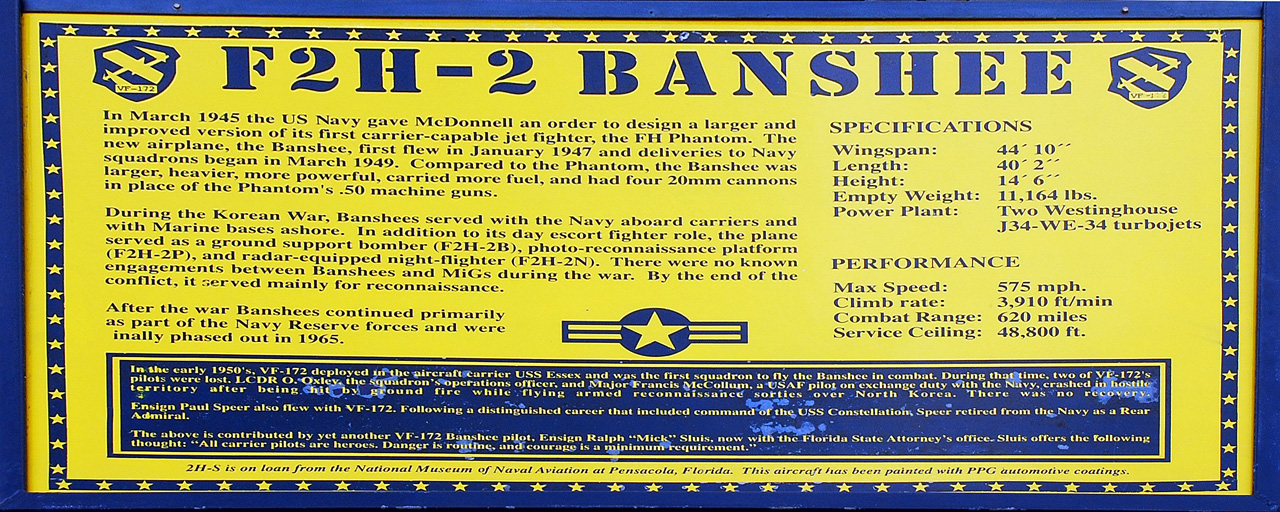 F2H-2 BANSHEE
VF-172
VF-172
In March 1945 the US Navy gave McDonnell an order to design a larger and
improved version of its first carrier-capable jet fighter, the FH Phantom. The
new airplane, the Banshee, first flew in January 1947 and deliveries to Navy
squadrons began in March 1949. Compared to the Phantom, the Banshee was
larger, heavier, more powerful, carried more fuel, and had four 20mm cannons
in place of the Phantom's .50 machine guns.
During the Korean War, Banshees served with the Navy aboard carriers and
with Marine bases ashore. In addition to its day escort fighter role, the plane
served as a ground support bomber (F2H-2B), photo-reconnaissance platform
(F2H-2P), and radar-equipped night-fighter (F2H-2N). There were no known
engagements between Banshees and MiGs during the war. By the end of the
conflict, it served mainly for reconnaissance.
After the war Banshees continued primarily
as part of the Navy Reserve forces and were
inally phased out in 1965.
SPECIFICATIONS
Wingspan: 44´ 10´´
Length: 40´ 2´´
Height: 14´ 6´´
Empty Weight: 11,164 lbs.
Power Plant: Two Westinghouse
J34-WE-34 turbojets
PERFORMANCE
Max Speed: 575 mph.
Climb rate: 3,910 ft/min
Combat Range: 620 miles
Service Ceiling: 48,800 ft.
In the early 1950's, VF-172 deployed to the aircraft carrier USS Essex and was the first squadron to fly the Banshee in combat. During that time, two of VF-172's
pilots were lost. LCDR O. Oxley, the squadron's operations officer, and Major Francis McCollum, a USAF pilot on exchange duty with the Navy, crashed in hostile
territory after being hit by ground fire while flying armed reconnaissance sorties over North Korea. There was no recovery.
Ensign Paul Speer also flew with VF-172. Following a distinguished career that included command of the USS Constellation, Speer retired from the Navy as a Rear
Admiral.
The above is contributed by yet another VF-172 Banshee pilot, Ensign Ralph "Mick" Sluis, now with the Florida State Attorney's office. Sluis offers the following
thought: "All carrier pilots are heroes. Danger is routine, and courage is a minimum requirement."
2H-S is on loan from the National Museum of Naval Aviation at Pensacola, Florida. This aircraft has been painted with PPG automotive coatings.